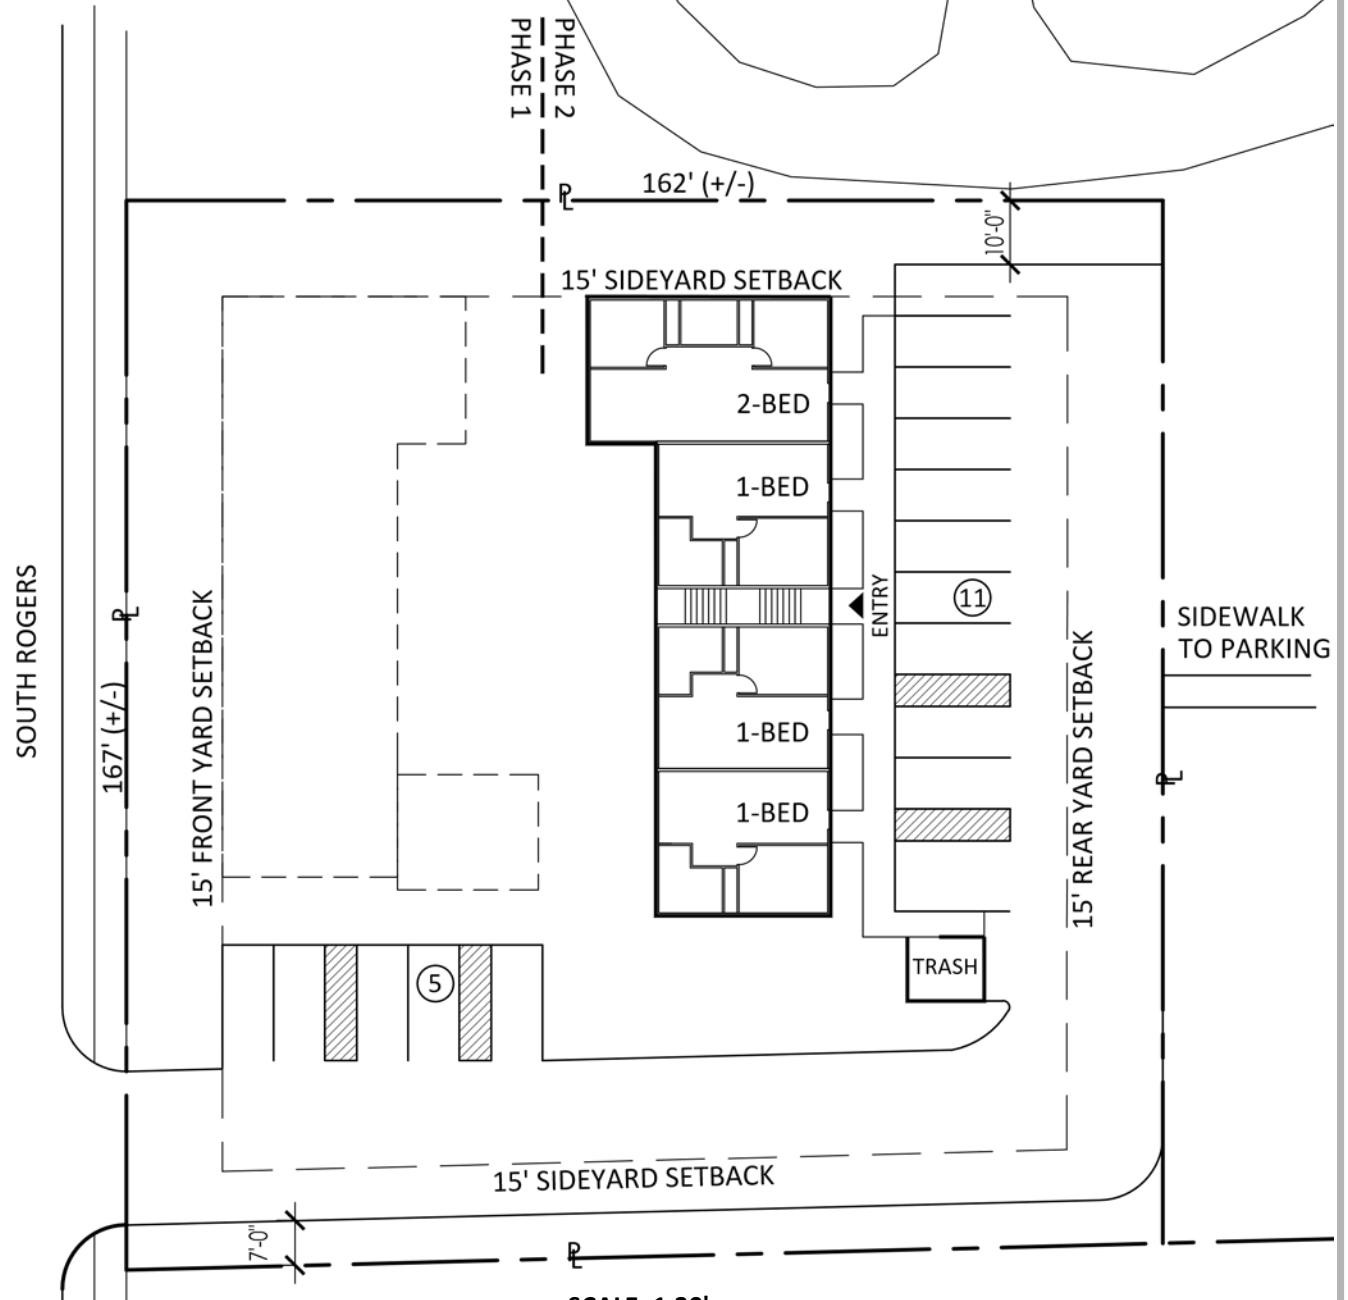 PHASE 2
PHASE 1
PL
162' (+/-)
10'-0"
15' SIDEYARD SETBACK
2-BED
1-BED
ENTRY
11
SOUTH ROGERS
PL
167' (+/-)
15' FRONT YARD SETBACK
SIDEWALK
TO PARKING
15' REAR YARD SETBACK
PL
1-BED
1-BED
TRASH
5
15' SIDEYARD SETBACK
7'-0"
PL